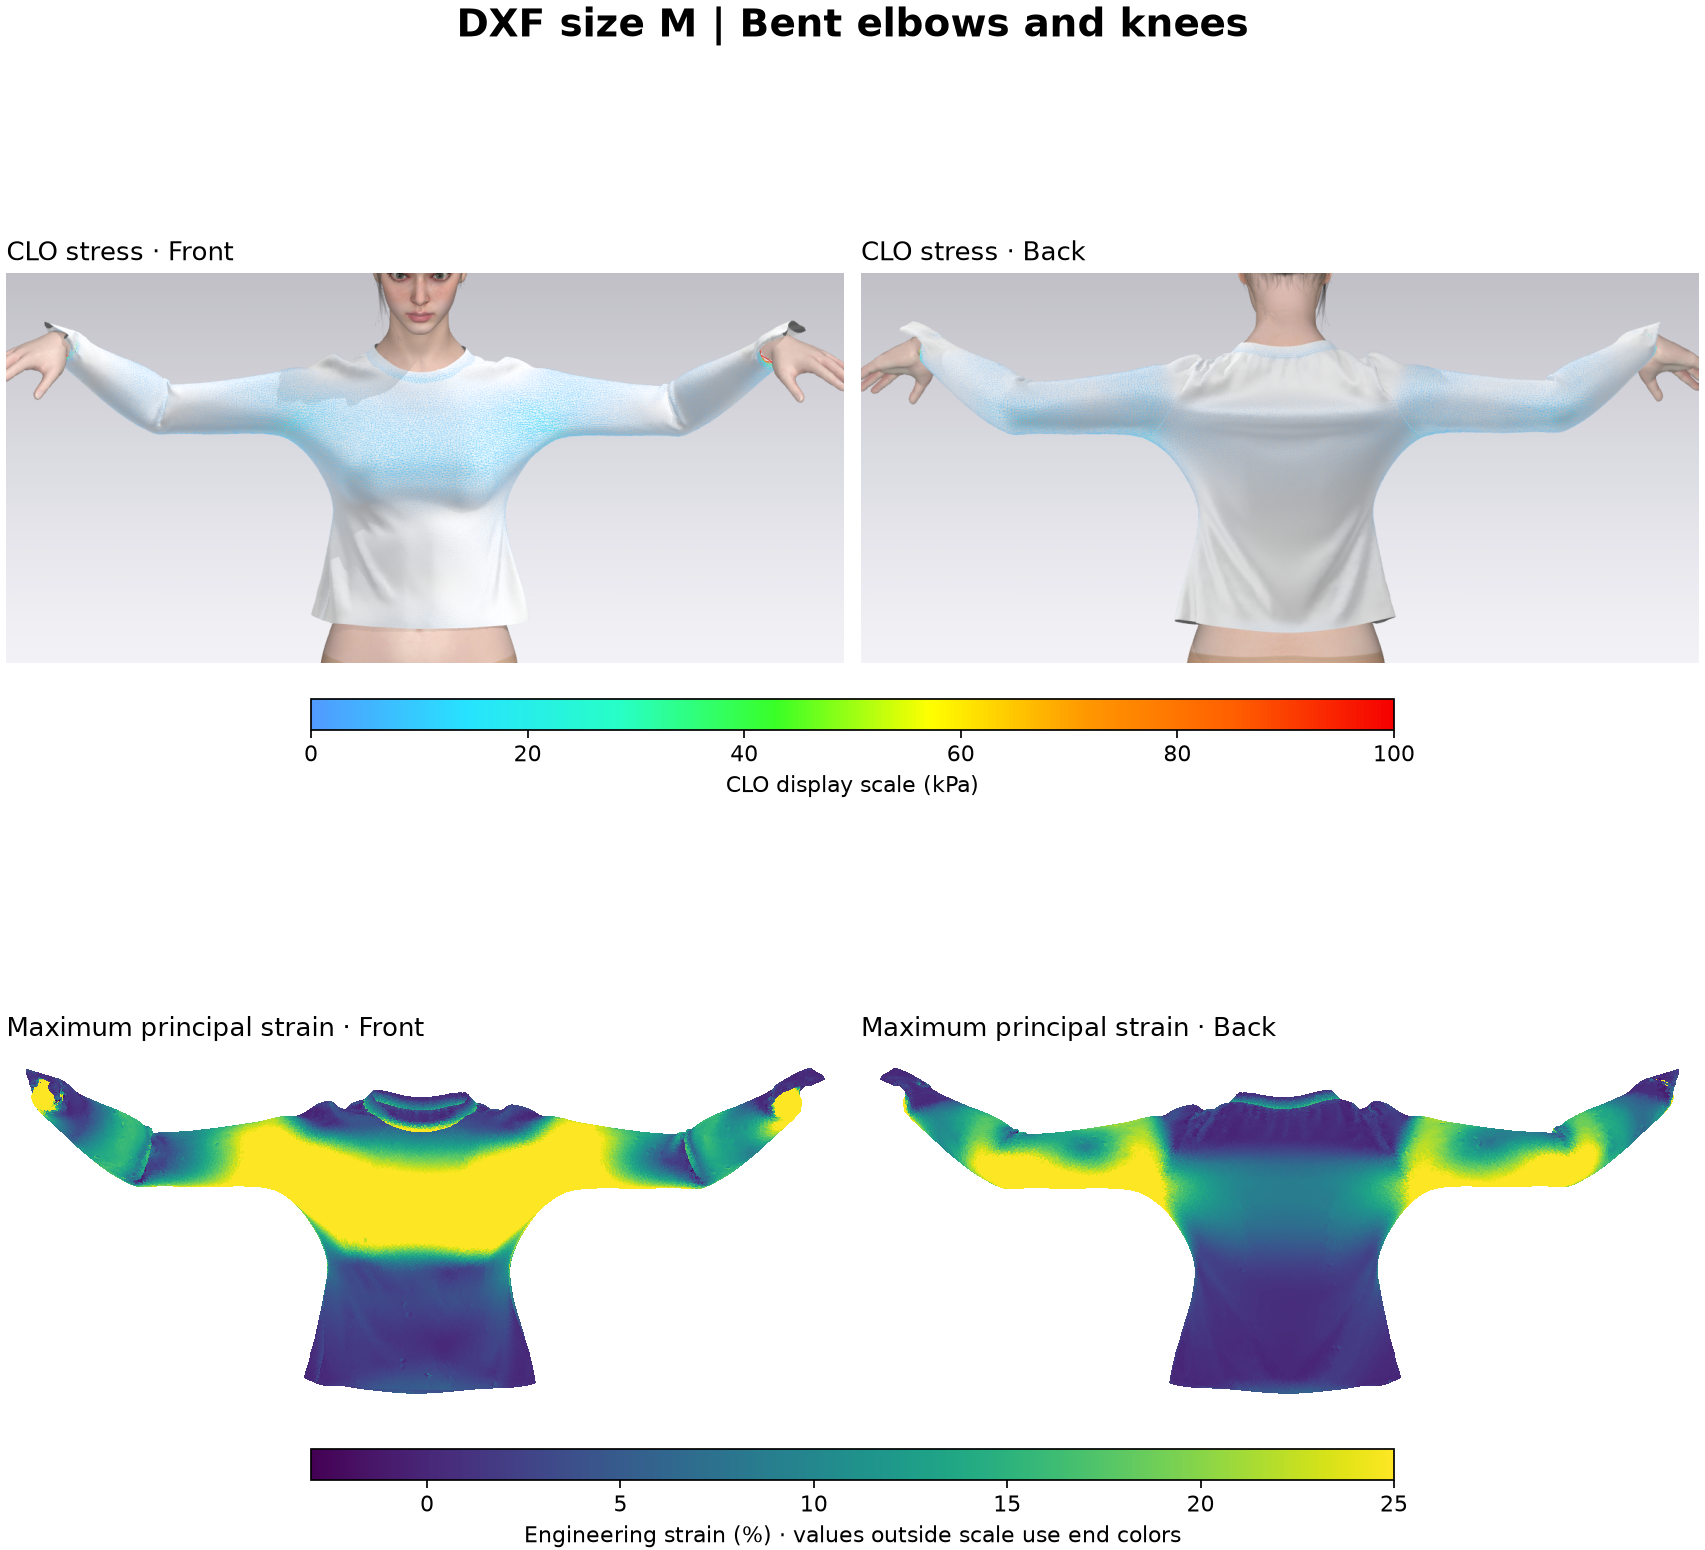 DXF size M | Bent elbows and knees
CLO stress · Front
CLO stress · Back
0 20 40 60 80 100
CLO display scale (kPa)
Maximum principal strain · Front
Maximum principal strain · Back
0 5 10 15 20 25
Engineering strain (%) · values outside scale use end colors